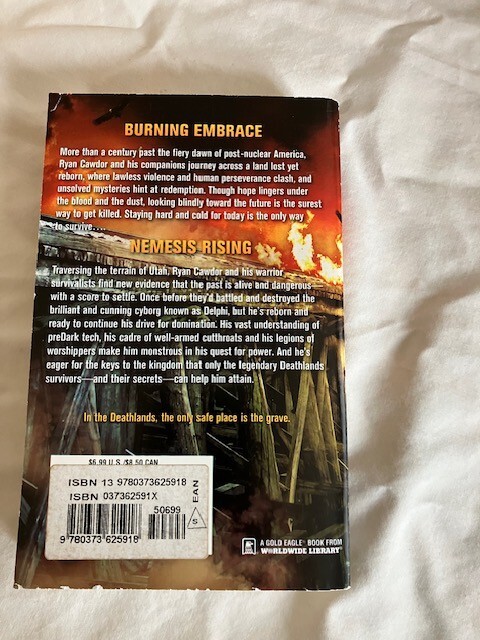 BURNING EMBRACE
More than a century past the fiery dawn of post-nuclear America,
Ryan Cawdor and his companions journey across a land lost yet
reborn, where lawless violence and human perseverance clash, and
unsolved mysteries hint at redemption. Though hope lingers under
the blood and the dust, looking blindly toward the future is the surest
way to get killed. Staying hard and cold for today is the only way
to survive....
NEMESIS RISING
Traversing the terrain of Utah, Ryan Cawdor and his warrior
survivalists find new evidence that the past is alive and dangerous
with a score to settle. Once before they'd battled and destroyed the
brilliant and cunning cyborg known as Delphi, but he's reborn and
ready to continue his drive for domination. His vast understanding of
preDark tech, his cadre of well-armed cutthroats and his legions of
worshippers make him monstrous in his quest for power. And he's
eager for the keys to the kingdom that only the legendary Deathlands
survivors—and their secrets—can help him attain.
In the Deathlands, the only safe place is the grave.
$6.99 U.S./$8.50 CAN
ISBN 13 9780373625918
ISBN 037362591X
50699
EAN
S
9 780373 625918
A GOLD EAGLE® BOOK FROM
WORLDWIDE LIBRARY®